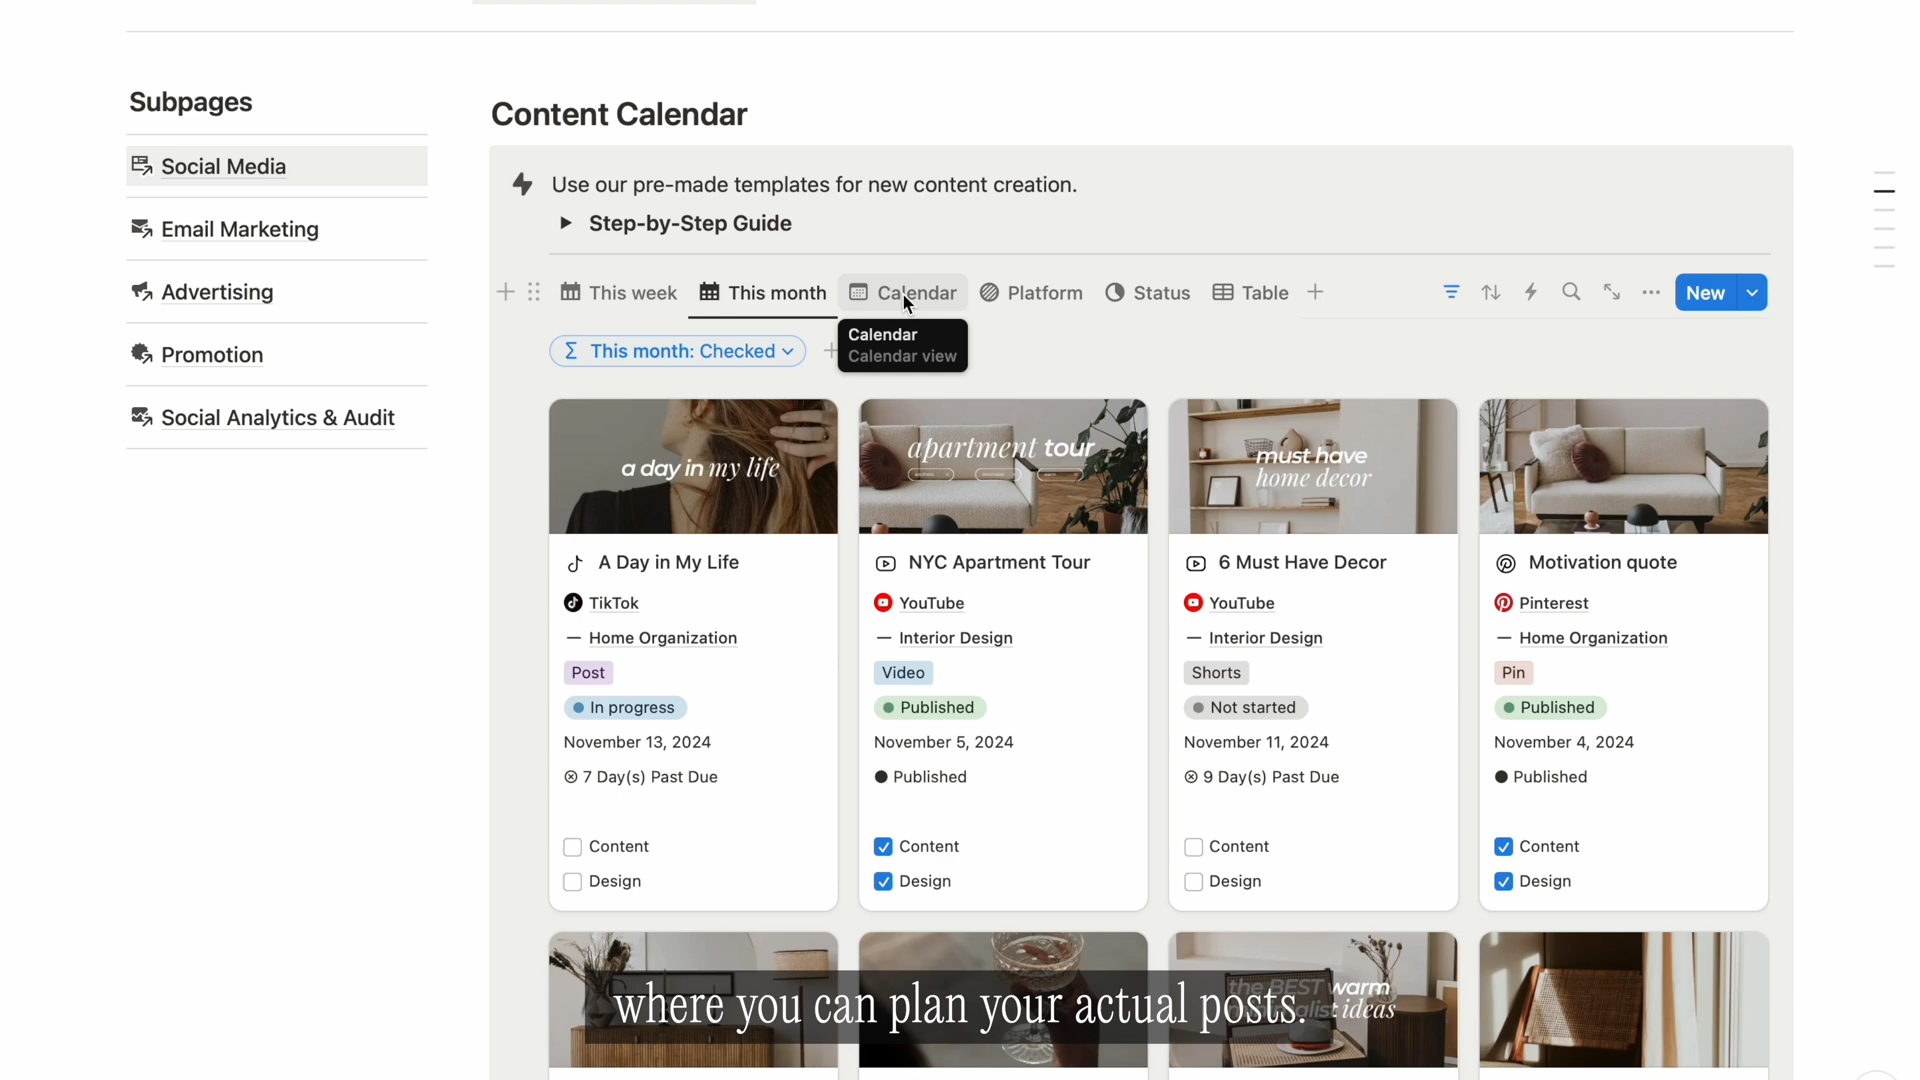 Subpages
Social Media
Email Marketing
Advertising
Promotion
Social Analytics & Audit
Content Calendar
Use our pre-made templates for new content creation.
Step-by-Step Guide
This week
This month
Calendar
Platform
Status
Table
New
This month: Checked
Calendar
Calendar view
a day in my life
A Day in My Life
TikTok
Home Organization
Post
In progress
November 13, 2024
7 Day(s) Past Due
Content
Design
apartment tour
NYC Apartment Tour
YouTube
Interior Design
Video
Published
November 5, 2024
Published
Content
Design
must have
home decor
6 Must Have Decor
YouTube
Interior Design
Shorts
Not started
November 11, 2024
9 Day(s) Past Due
Content
Design
Motivation quote
Pinterest
Home Organization
Pin
Published
November 4, 2024
Published
Content
Design
the BEST warm
ideas
where you can plan your actual posts.